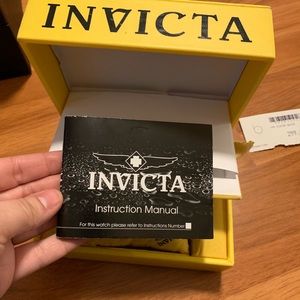 INVICTA
INVICTA
Instruction Manual
For this watch please refer to Instructions Number